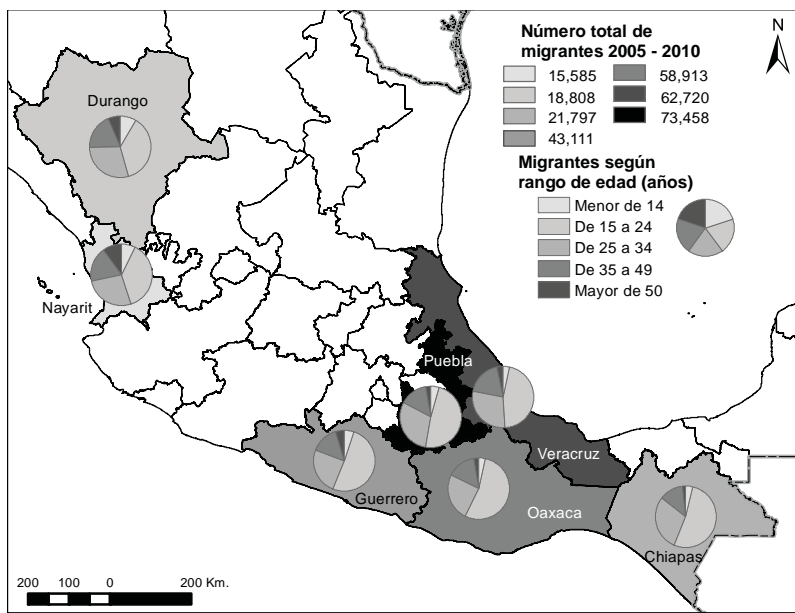 Número total de
migrantes 2005 - 2010
15,585
18,808
21,797
43,111
58,913
62,720
73,458
N
Migrantes según
rango de edad (años)
Menor de 14
De 15 a 24
De 25 a 34
De 35 a 49
Mayor de 50
Durango
Nayarit
Puebla
Veracruz
Guerrero
Oaxaca
Chiapas
200 100 0 200 Km.